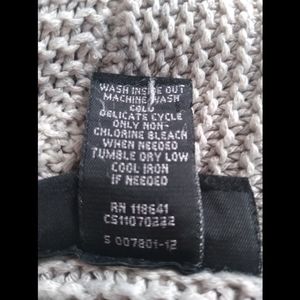 WASH INSIDE OUT
MACHINE WASH
COLD
DELICATE CYCLE
ONLY NON-
CHLORINE BLEACH
WHEN NEEDED
TUMBLE DRY LOW
COOL IRON
IF NEEDED
RN 118641
CS11070232
S 007801-12